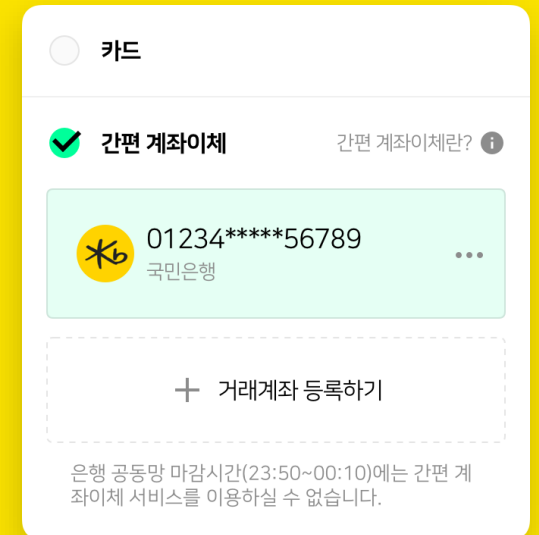 카드
간편 계좌이체 간편 계좌이체란? i
kb 01234*****56789
국민은행
거래계좌 등록하기
은행 공동망 마감시간(23:50~00:10)에는 간편 계
좌이체 서비스를 이용하실 수 없습니다.